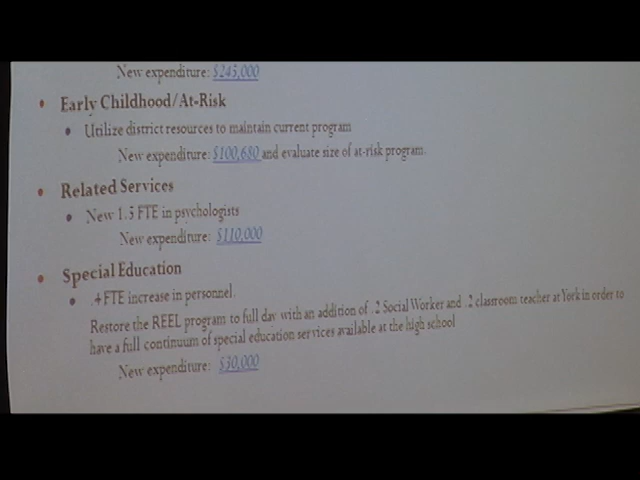 New expenditure: $245,000
• Early Childhood/At-Risk
• Utilize district resources to maintain current program
New expenditure: $100,680 and evaluate size of at-risk program.
• Related Services
• New 1.5 FTE in psychologists
New expenditure: $110,000
• Special Education
• .4 FTE increase in personnel.
Restore the REEL program to full day with an addition of .2 Social Worker and .2 classroom teacher at York in order to
have a full continuum of special education services available at the high school
New expenditure: $30,000